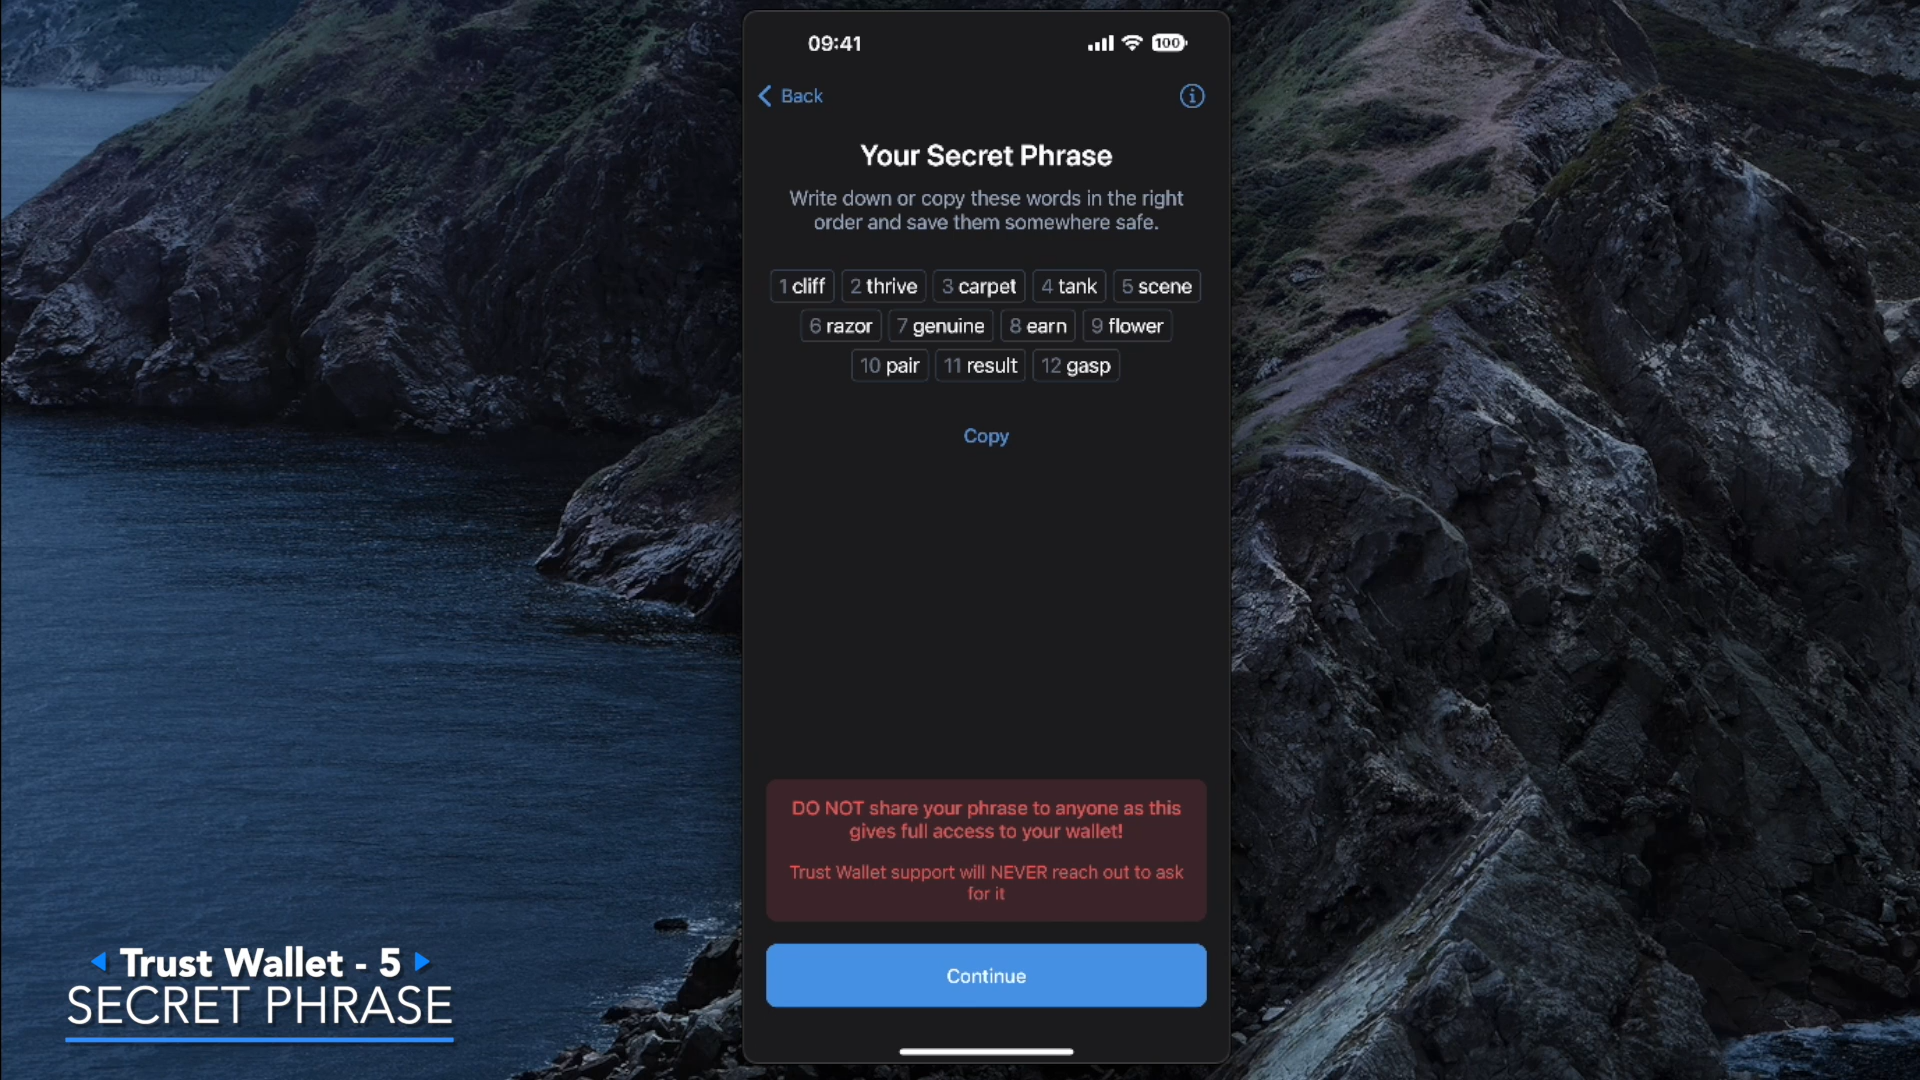 09:41
100
Back
Your Secret Phrase
Write down or copy these words in the right
order and save them somewhere safe.
1 cliff 2 thrive 3 carpet 4 tank 5 scene
6 razor 7 genuine 8 earn 9 flower
10 pair 11 result 12 gasp
Copy
DO NOT share your phrase to anyone as this
gives full access to your wallet!
Trust Wallet support will NEVER reach out to ask
for it
Continue
Trust Wallet - 5
SECRET PHRASE